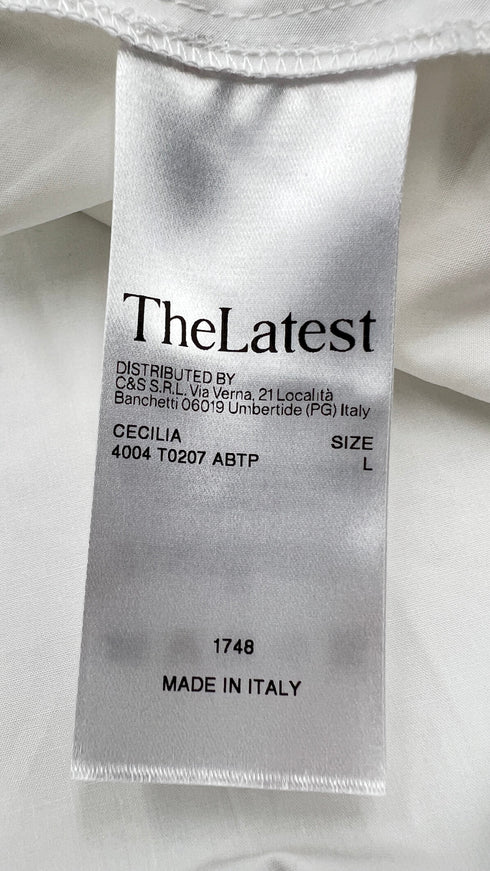 TheLatest
DISTRIBUTED BY
C&S S.R.L. Via Verna, 21 Località
Banchetti 06019 Umbertide (PG) Italy
CECILIA SIZE
4004 T0207 ABTP L
1748
MADE IN ITALY